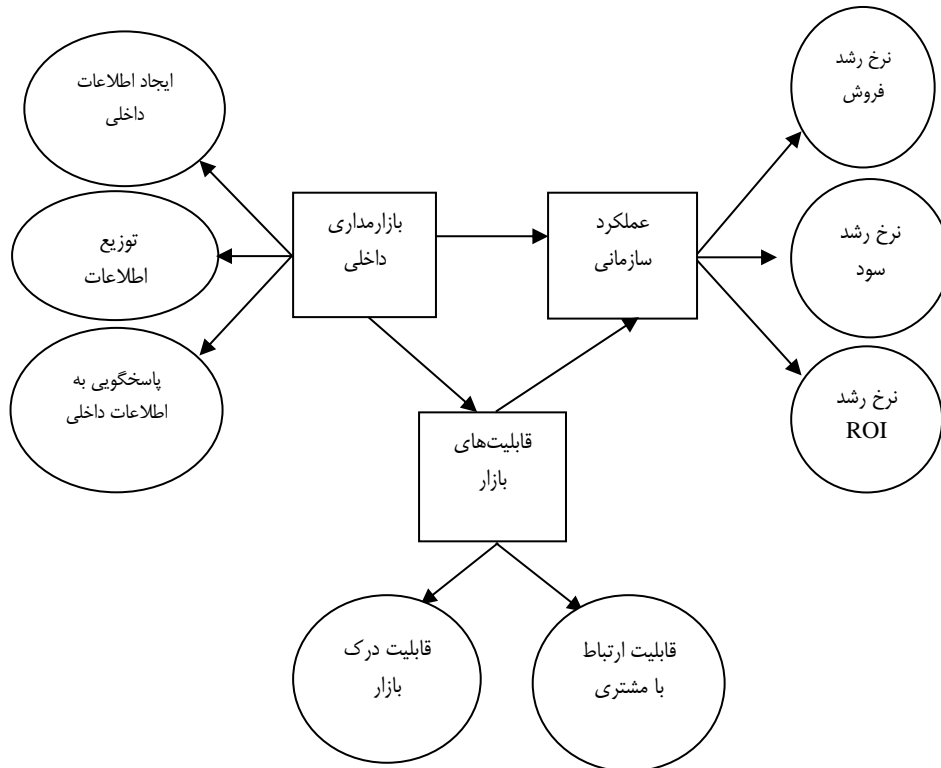 نرخ رشد
فروش
ایجاد اطلاعات
داخلی
عملکرد
سازمانی
بازارمداری
داخلی
نرخ رشد
سود
توزیع
اطلاعات
نرخ رشد
ROI
پاسخگویی به
اطلاعات داخلی
قابلیت‌های
بازار
قابلیت ارتباط
با مشتری
قابلیت درک
بازار